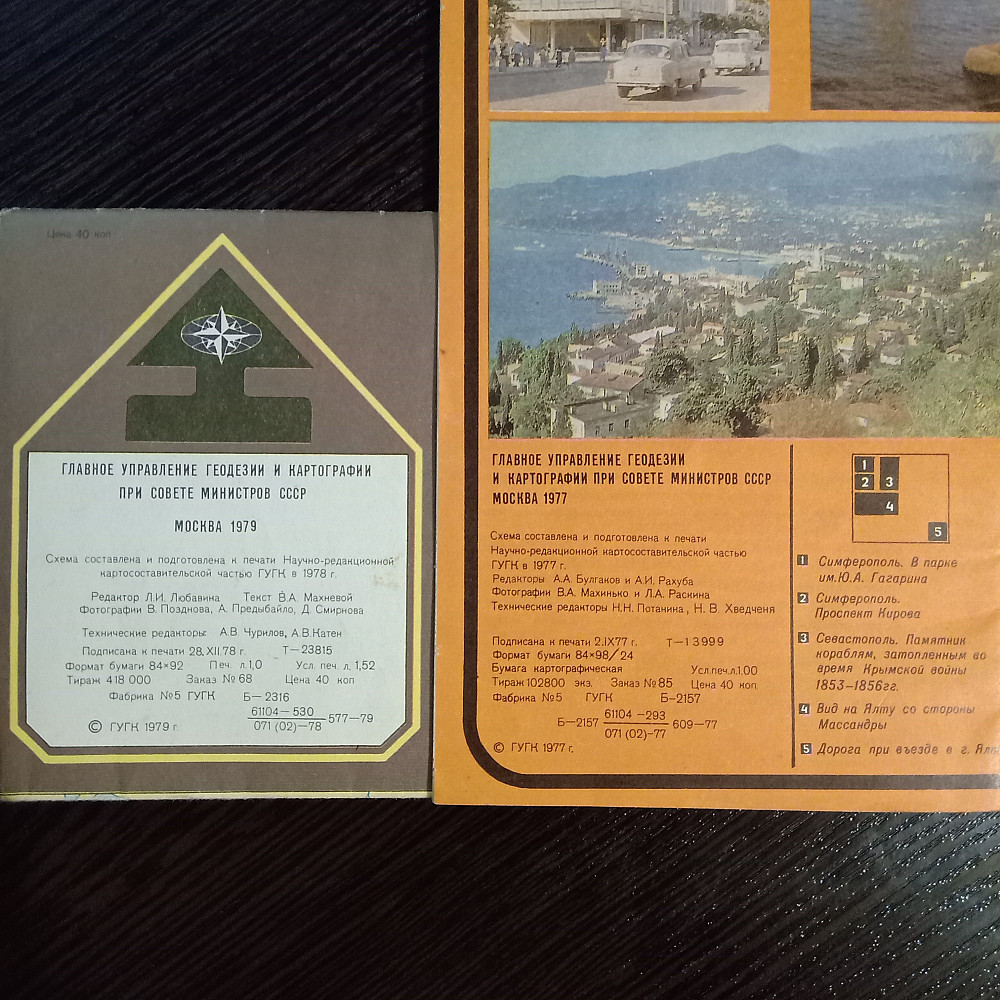 Цена 40 коп
ГЛАВНОЕ УПРАВЛЕНИЕ ГЕОДЕЗИИ И КАРТОГРАФИИ
ПРИ СОВЕТЕ МИНИСТРОВ СССР
МОСКВА 1979
Схема составлена и подготовлена к печати Научно-редакционной
картосоставительской частью ГУГК в 1978 г.
Редактор Л.И. Любавина Текст В.А. Махневой
Фотографии В. Позднова, А. Предыбайло, Д. Смирнова
Технические редакторы: А.В. Чурилов, А.В. Катен
Подписана к печати 28.XII.78 г. Т-23815
Формат бумаги 84×92 Печ. л. 1,0 Усл. печ. л. 1,52
Тираж 418 000 Заказ № 68 Цена 40 коп
Фабрика №5 ГУГК Б-2316
61104-530
071 (02)-78
577-79
© ГУГК 1979 г.
ГЛАВНОЕ УПРАВЛЕНИЕ ГЕОДЕЗИИ
И КАРТОГРАФИИ ПРИ СОВЕТЕ МИНИСТРОВ СССР
МОСКВА 1977
Схема составлена и подготовлена к печати
Научно-редакционной картосоставительской частью
ГУГК в 1977 г.
Редакторы А.А. Булгаков и А.И. Рахуба
Фотографии В.А. Махинько и Л.А. Раскина
Технические редакторы Н.Н. Потанина, Н.В. Хведченя
Подписана к печати 2.IX77 г. Т-13999
Формат бумаги 84×98/24
Бумага картографическая Усл.печ.л.1,00
Тираж102800 экз. Заказ №85 Цена 40 коп
Фабрика №5 ГУГК Б-2157
Б-2157
61104-293
071(02)-77
609-77
© ГУГК 1977 г.
1
2 3
4
5
1 Симферополь. В парке
им.Ю.А. Гагарина
2 Симферополь.
Проспект Кирова
3 Севастополь. Памятник
кораблям, затопленным во
время Крымской войны
1853-1856гг.
4 Вид на Ялту со стороны
Массандры
5 Дорога при въезде в г. Ялт